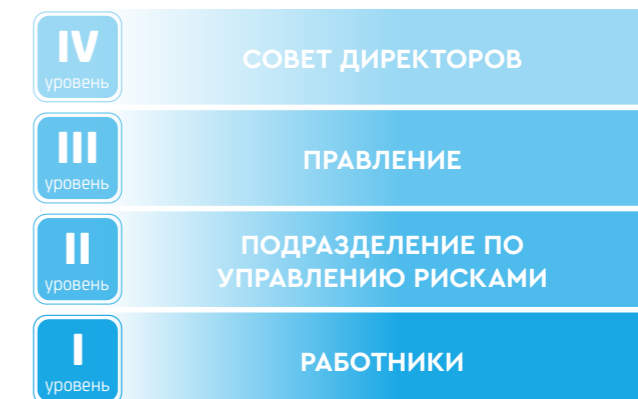 IV
уровень
СОВЕТ ДИРЕКТОРОВ
III
уровень
ПРАВЛЕНИЕ
II
уровень
ПОДРАЗДЕЛЕНИЕ ПО
УПРАВЛЕНИЮ РИСКАМИ
I
уровень
РАБОТНИКИ